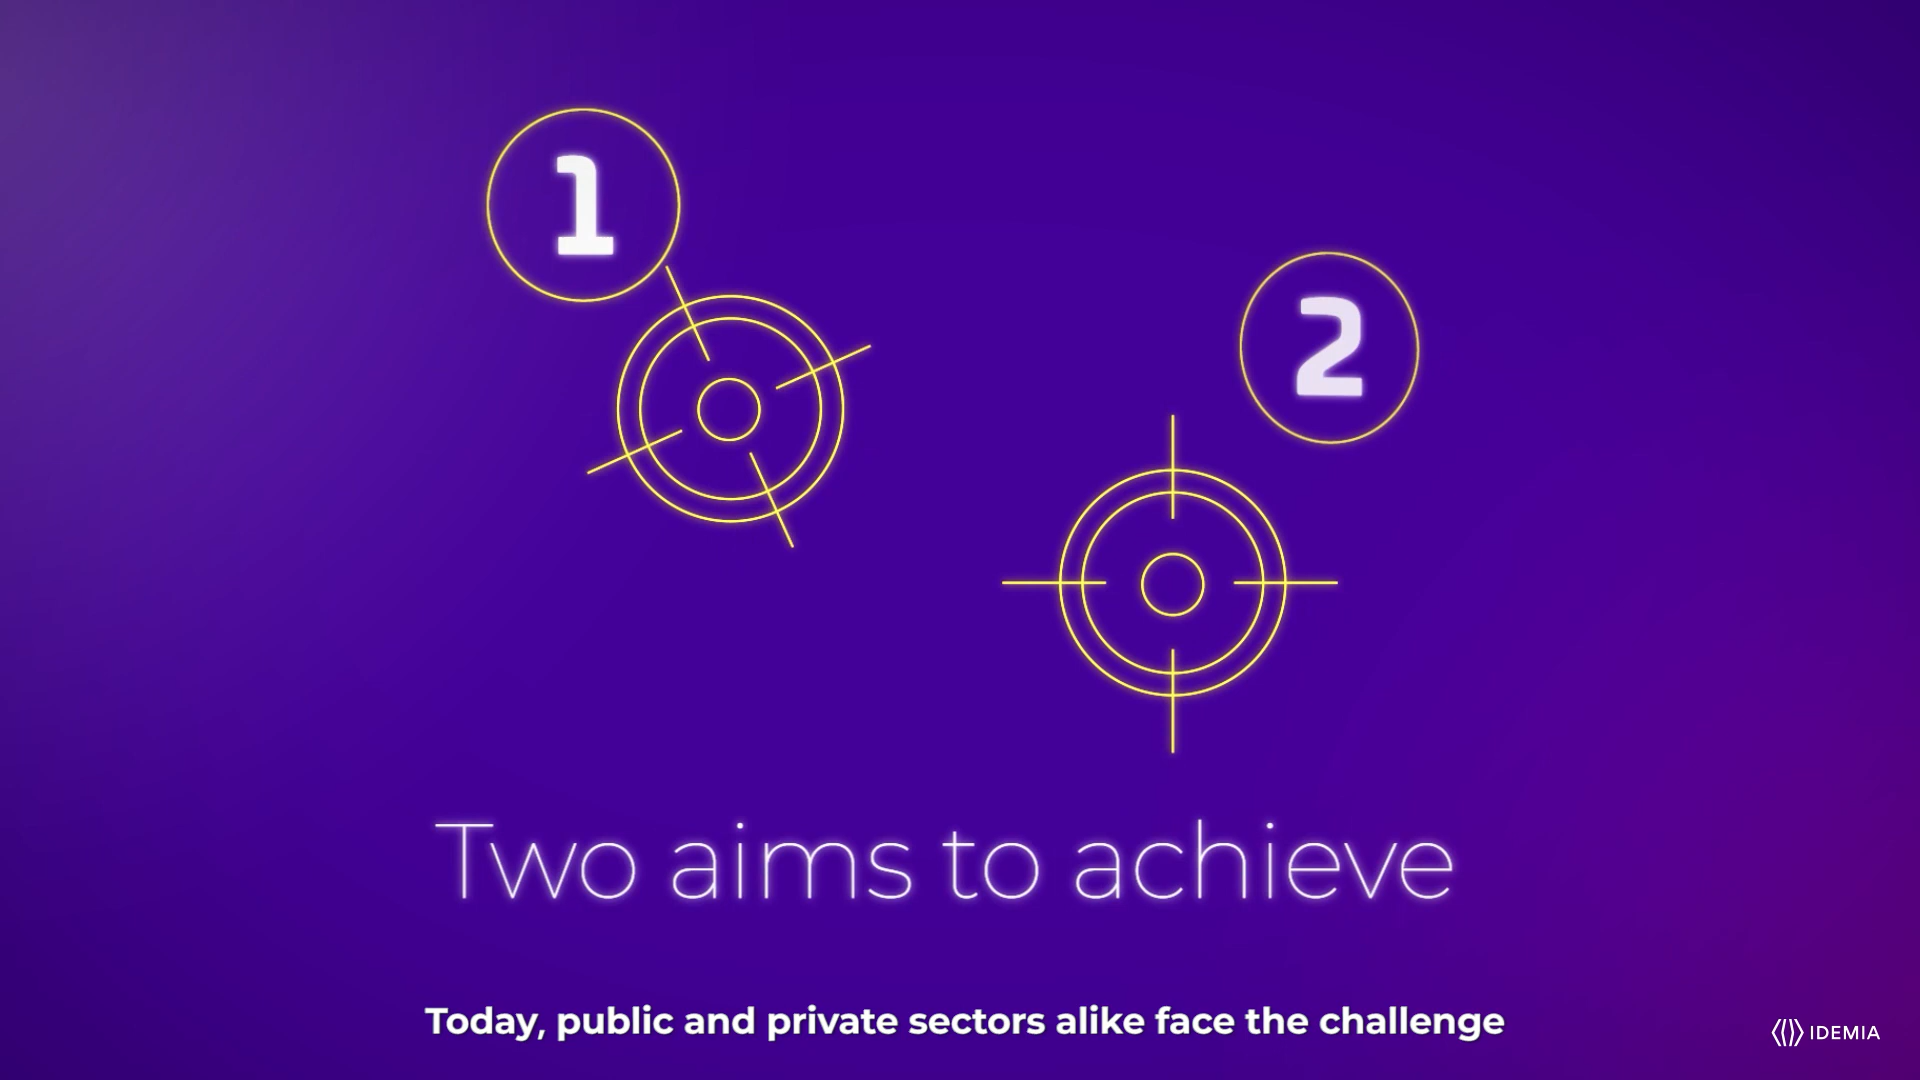 1
2
Two aims to achieve
Today, public and private sectors alike face the challenge
IDEMIA